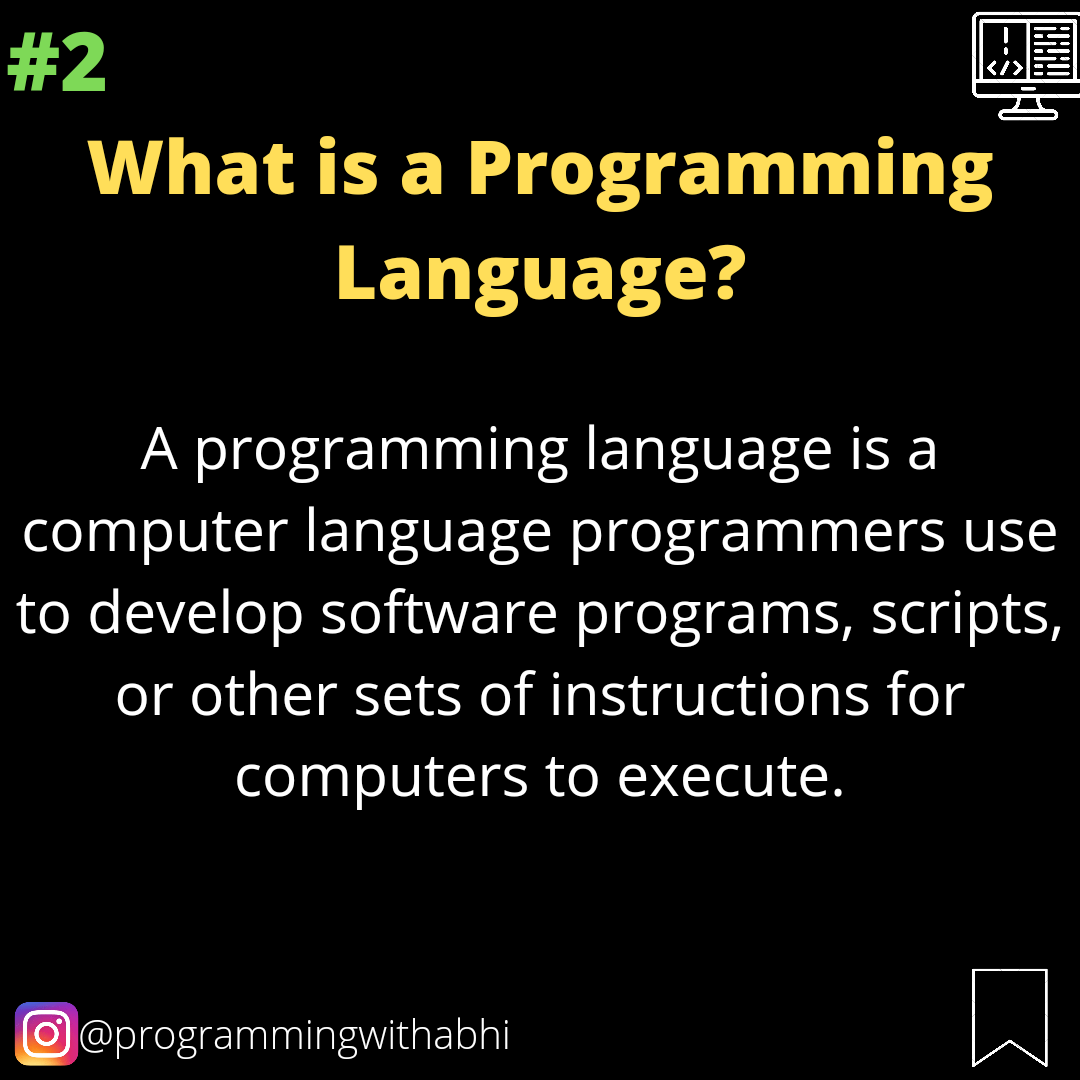 #2
</>
What is a Programming
Language?
A programming language is a
computer language programmers use
to develop software programs, scripts,
or other sets of instructions for
computers to execute.
@programmingwithabhi